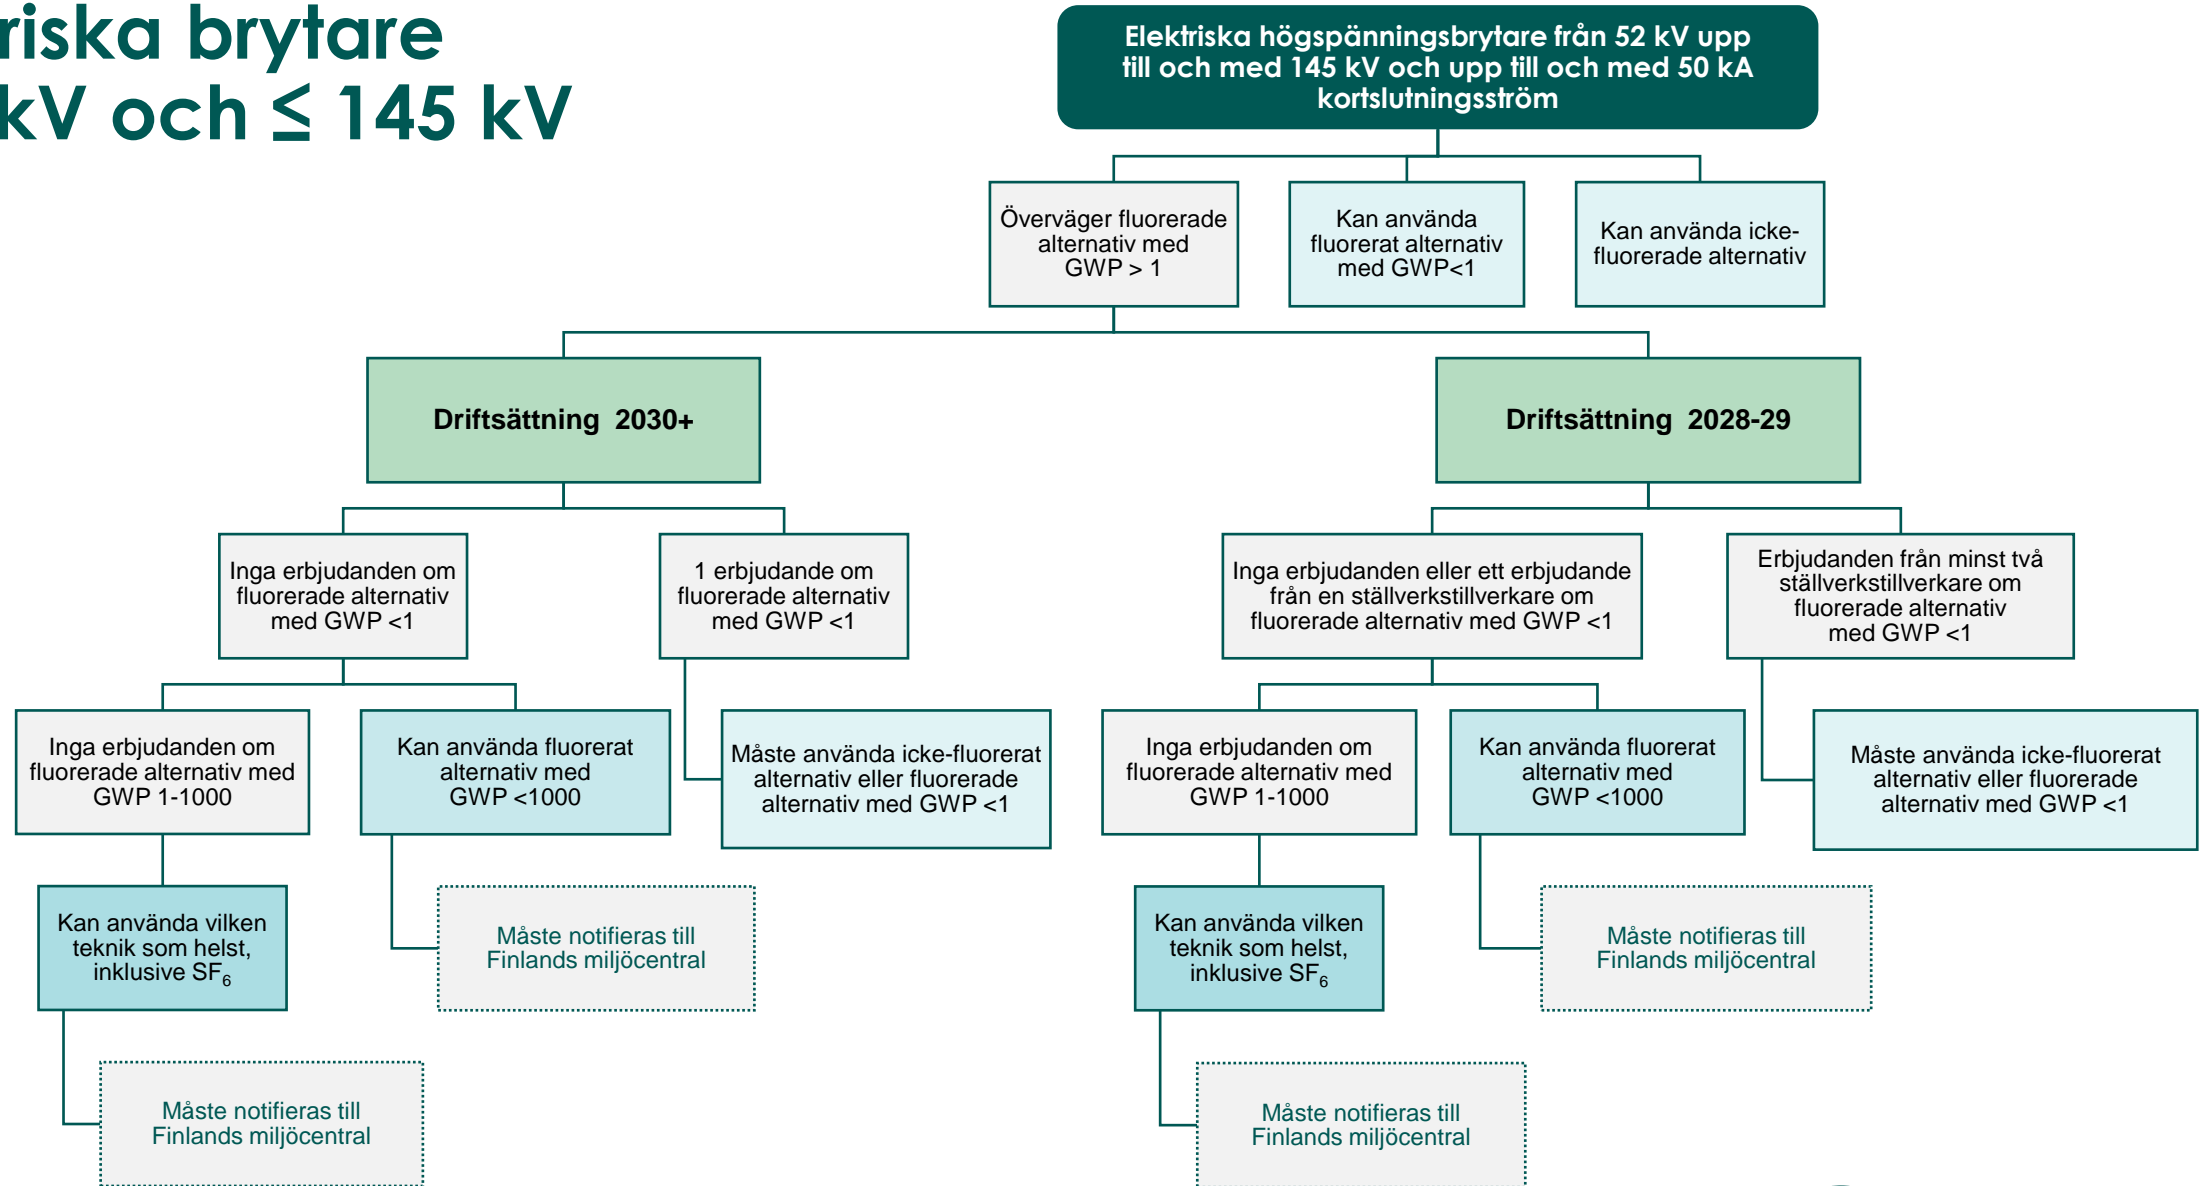 riska brytare
kV och ≤ 145 kV
Elektriska högspänningsbrytare från 52 kV upp
till och med 145 kV och upp till och med 50 kA
kortslutningsström
Överväger fluorerade
alternativ med
GWP > 1
Kan använda
fluorerat alternativ
med GWP<1
Kan använda icke-
fluorerade alternativ
Driftsättning 2030+
Driftsättning 2028-29
Inga erbjudanden om
fluorerade alternativ
med GWP <1
1 erbjudande om
fluorerade alternativ
med GWP <1
Inga erbjudanden eller ett erbjudande
från en ställverkstillverkare om
fluorerade alternativ med GWP <1
Erbjudanden från minst två
ställverkstillverkare om
fluorerade alternativ
med GWP <1
Inga erbjudanden om
fluorerade alternativ med
GWP 1-1000
Kan använda fluorerat
alternativ med
GWP <1000
Måste använda icke-fluorerat
alternativ eller fluorerade
alternativ med GWP <1
Inga erbjudanden om
fluorerade alternativ med
GWP 1-1000
Kan använda fluorerat
alternativ med
GWP <1000
Måste använda icke-fluorerat
alternativ eller fluorerade
alternativ med GWP <1
Kan använda vilken
teknik som helst,
inklusive SF₆
Måste notifieras till
Finlands miljöcentral
Kan använda vilken
teknik som helst,
inklusive SF₆
Måste notifieras till
Finlands miljöcentral
Måste notifieras till
Finlands miljöcentral
Måste notifieras till
Finlands miljöcentral